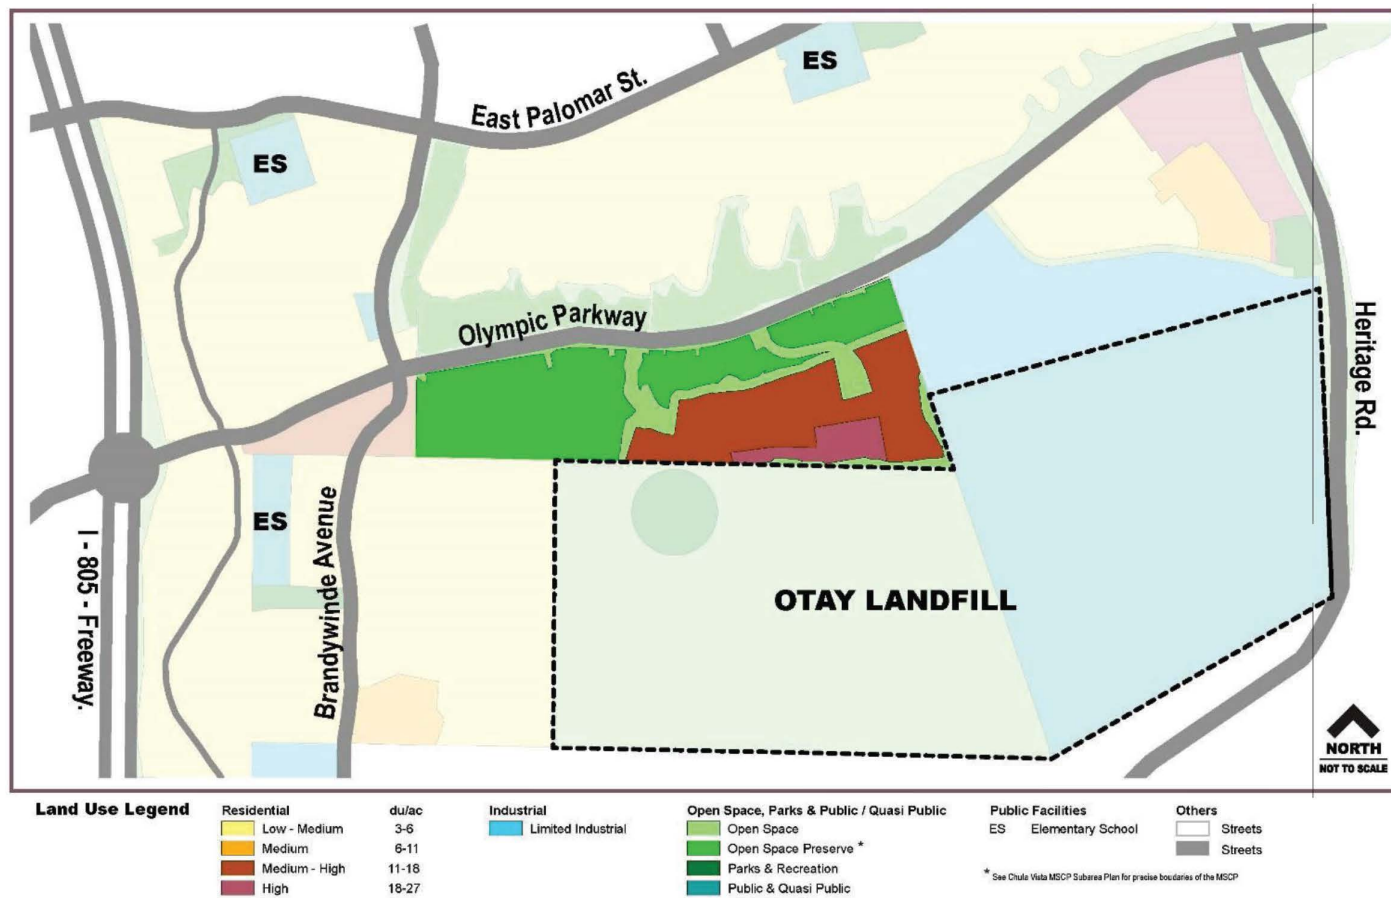 ES
East Palomar St.
ES
Olympic Parkway
Heritage Rd.
ES
I - 805 - Freeway.
Brandywinde Avenue
OTAY LANDFILL
NORTH
NOT TO SCALE
Land Use Legend
Residential du/ac
Low - Medium 3-6
Medium 6-11
Medium - High 11-18
High 18-27
Industrial
Limited Industrial
Open Space, Parks & Public / Quasi Public
Open Space
Open Space Preserve *
Parks & Recreation
Public & Quasi Public
Public Facilities
ES Elementary School
Others
Streets
Streets
* See Chula Vista MSCP Subarea Plan for precise boudaries of the MSCP